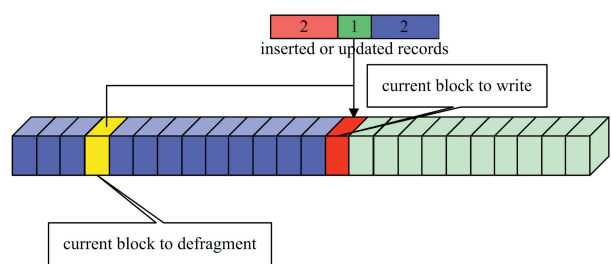 2 1 2
inserted or updated records
current block to write
current block to defragment